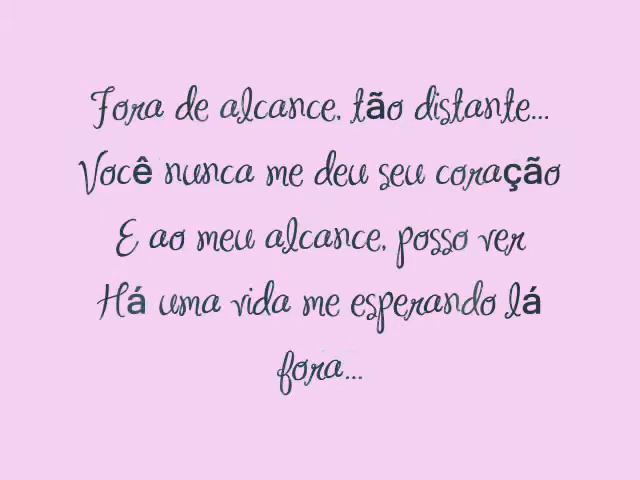 Fora de alcance, tão distante...
Você nunca me deu seu coração
E ao meu alcance, posso ver
Há uma vida me esperando lá
fora...